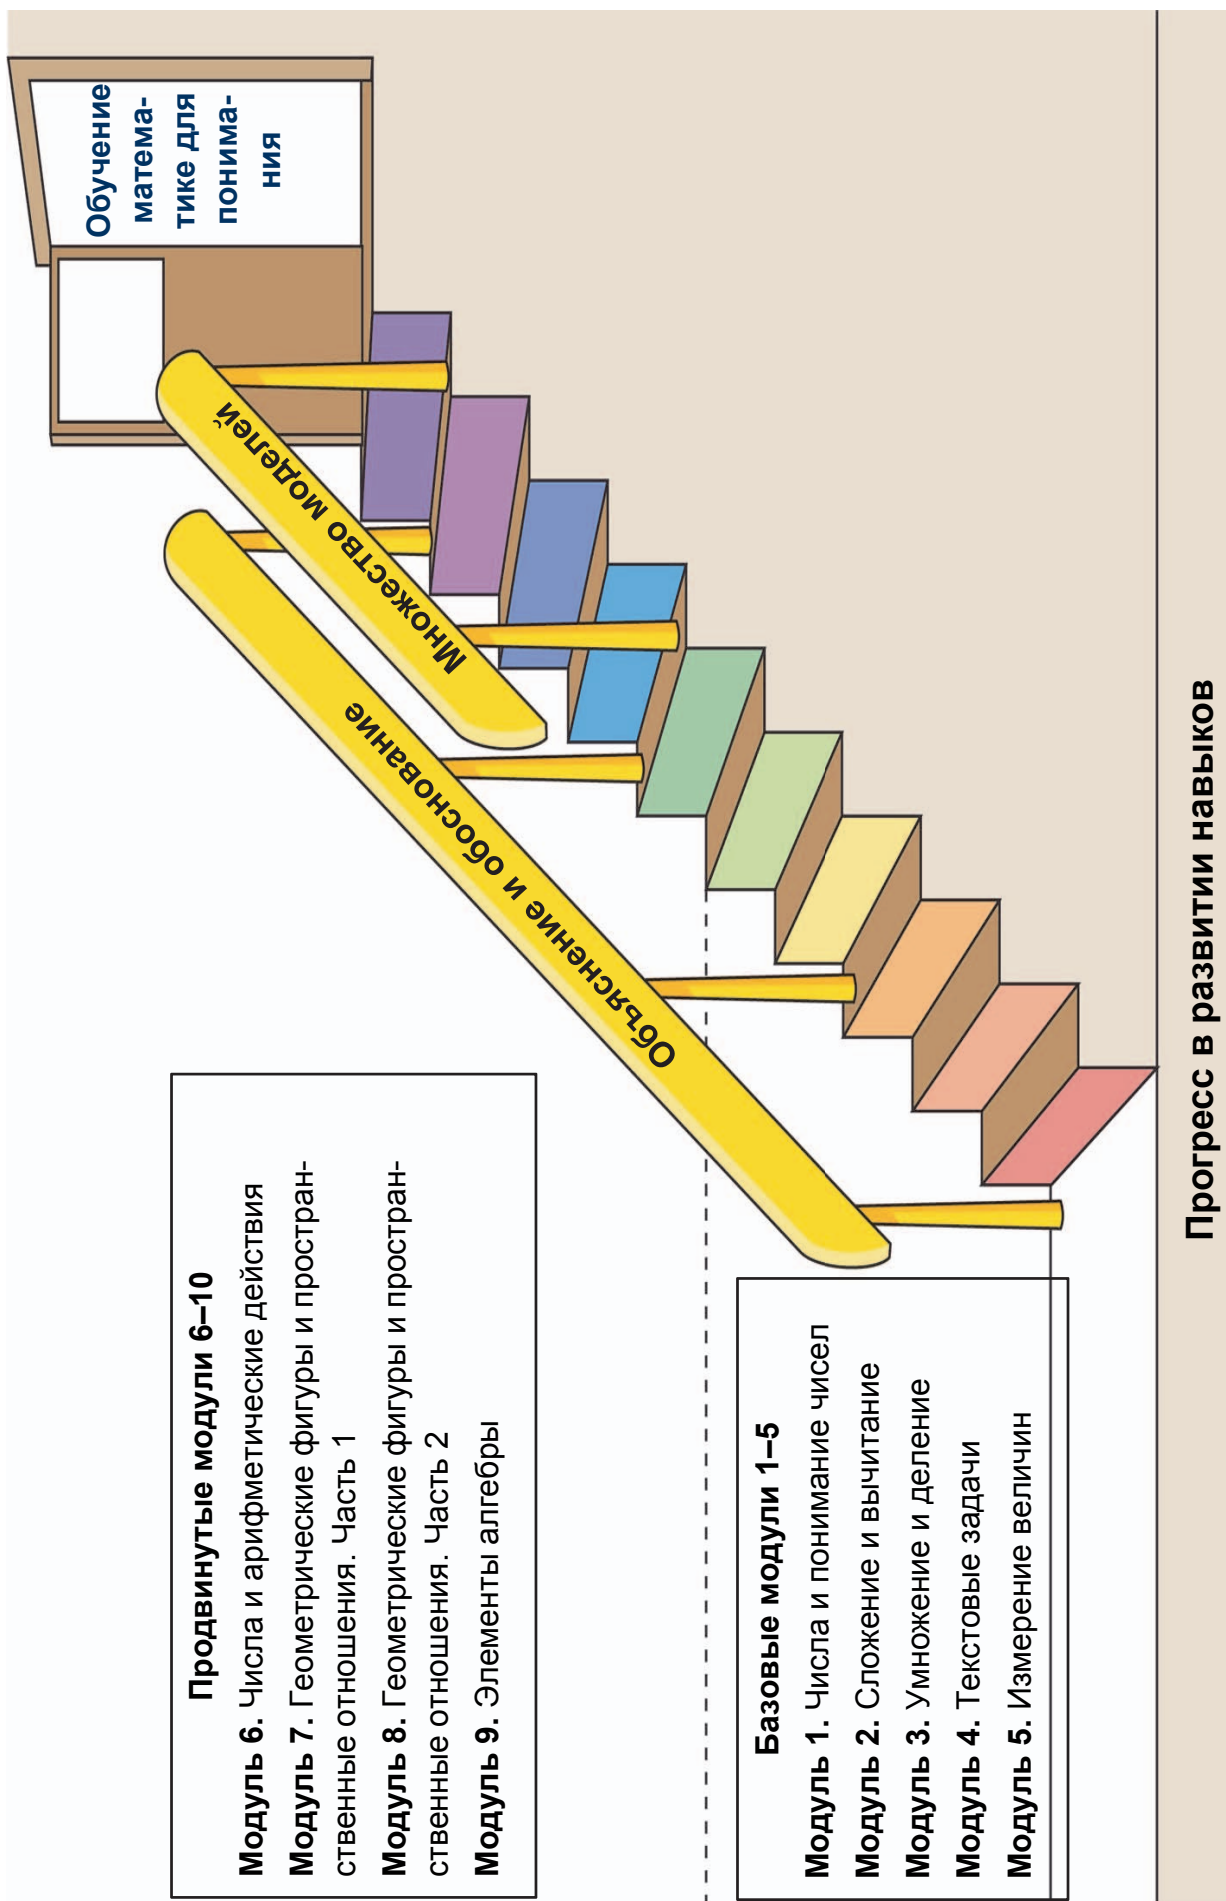 Обучение
матема-
тике для
понима-
ния
Множество моделей
Объяснение и обоснование
Продвинутые модули 6–10
Модуль 6. Числа и арифметические действия
Модуль 7. Геометрические фигуры и простран-
ственные отношения. Часть 1
Модуль 8. Геометрические фигуры и простран-
ственные отношения. Часть 2
Модуль 9. Элементы алгебры
Базовые модули 1–5
Модуль 1. Числа и понимание чисел
Модуль 2. Сложение и вычитание
Модуль 3. Умножение и деление
Модуль 4. Текстовые задачи
Модуль 5. Измерение величин
Прогресс в развитии навыков